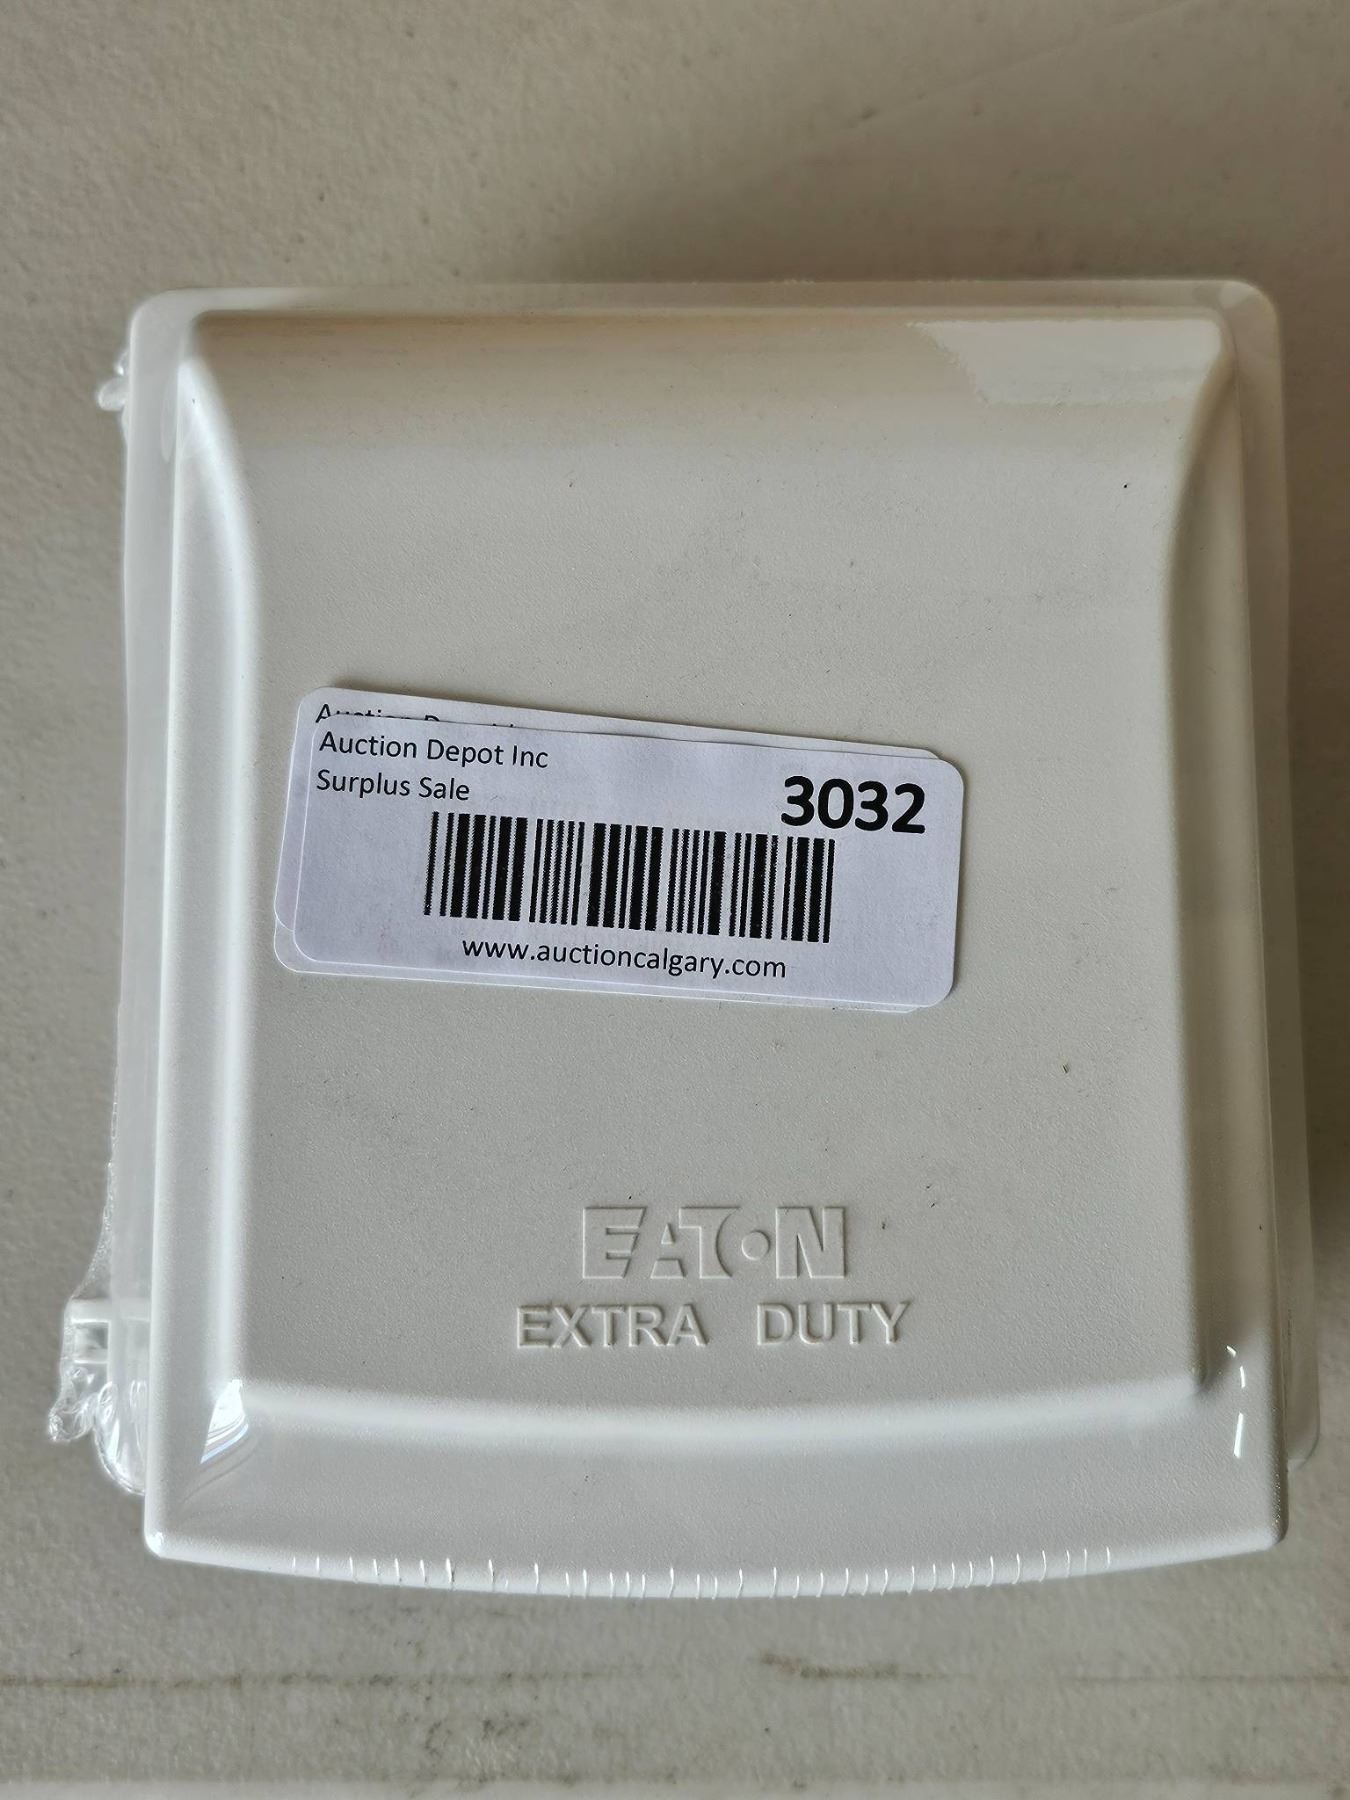 Auction Depot Inc
Surplus Sale
3032
www.auctioncalgary.com
EATON
EXTRA DUTY